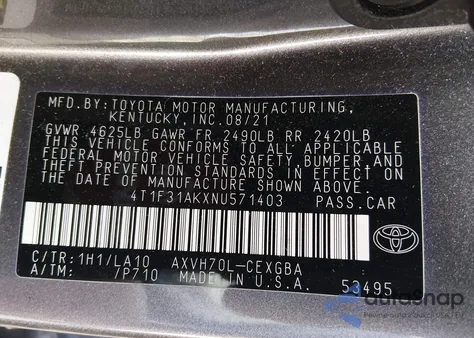 MFD.BY: TOYOTA MOTOR MANUFACTURING,
KENTUCKY, INC. 08/21
GVWR 4625LB GAWR FR 2490LB RR 2420LB
THIS VEHICLE CONFORMS TO ALL APPLICABLE
FEDERAL MOTOR VEHICLE SAFETY, BUMPER, AND
THEFT PREVENTION STANDARDS IN EFFECT ON
THE DATE OF MANUFACTURE SHOWN ABOVE.
4T1F31AKXNU571403 PASS.CAR
C/TR: 1H1/LA10 AXVH70L-CEXGBA
A/TM: /P710 MADE IN U.S.A. 53495
autoSnap